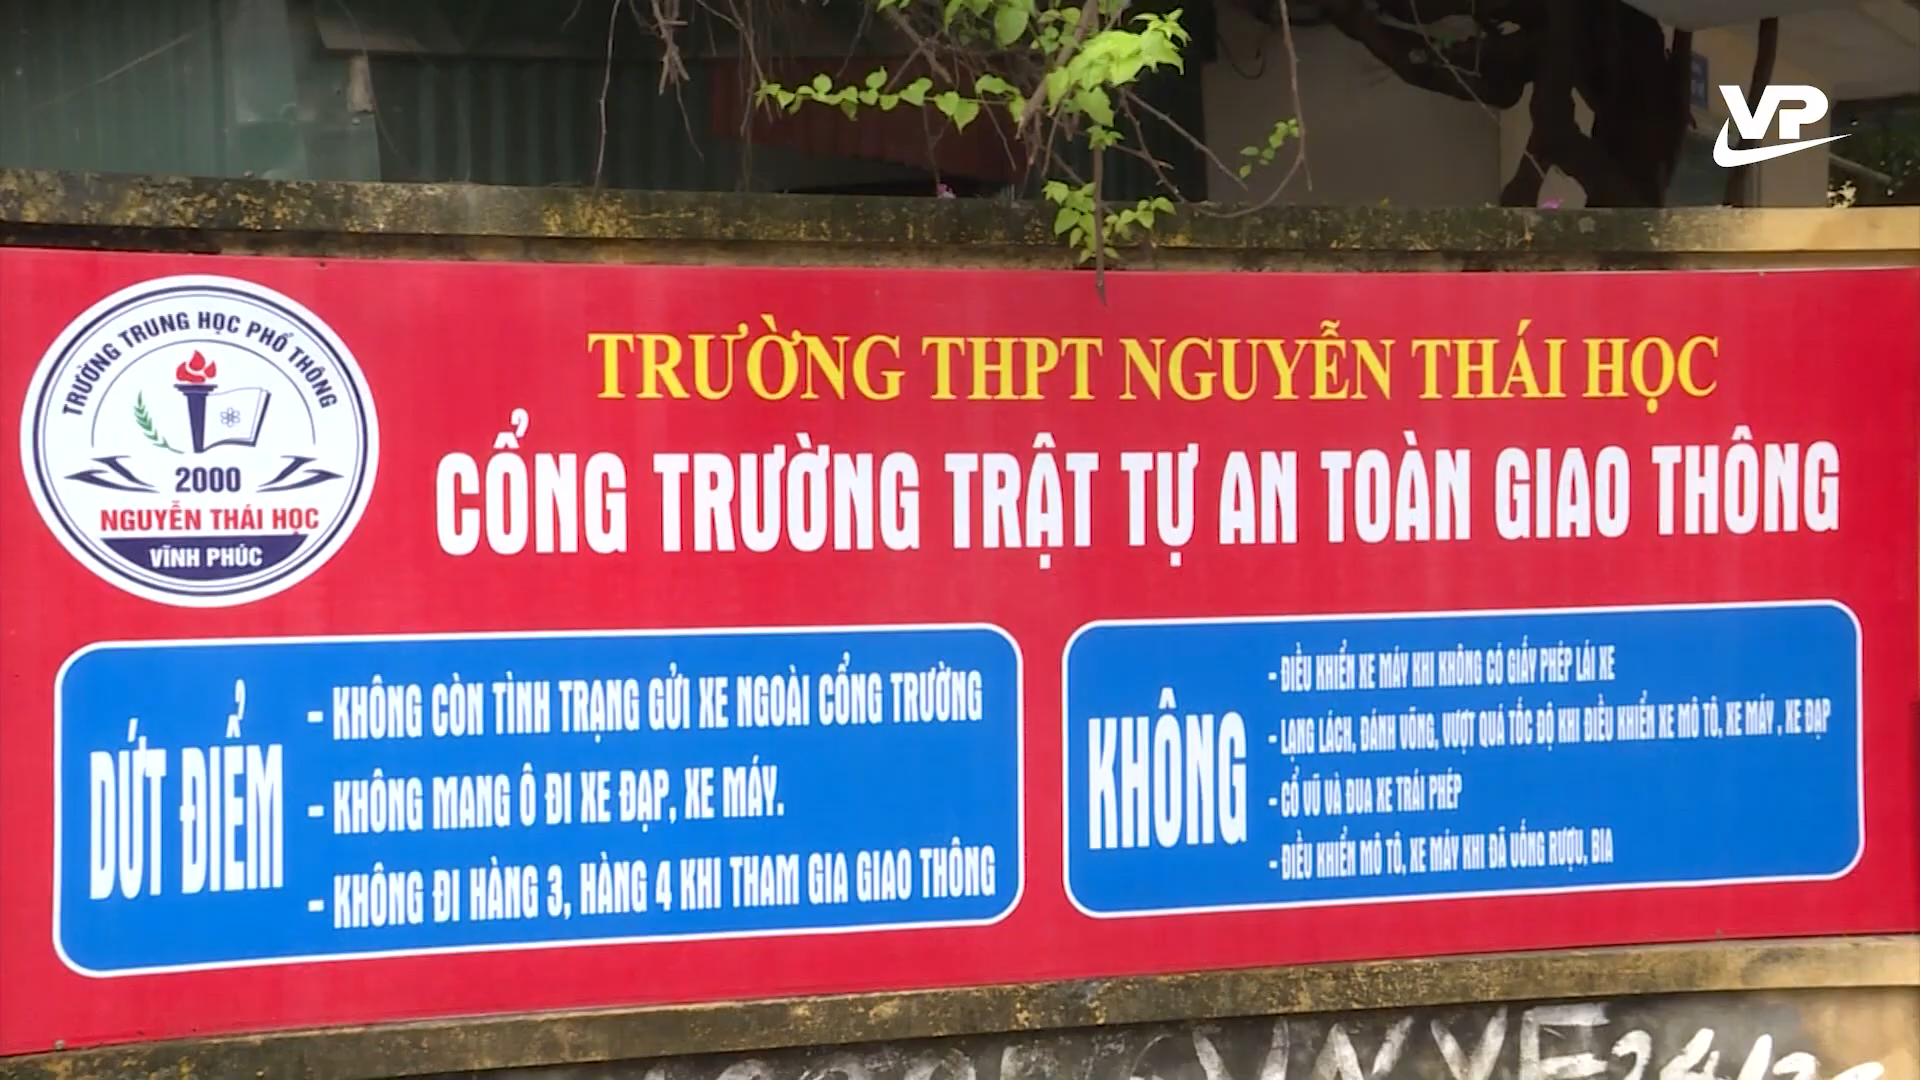 VP
TRƯỜNG TRUNG HỌC PHỔ THÔNG
2000
NGUYỄN THÁI HỌC
VĨNH PHÚC
TRƯỜNG THPT NGUYỄN THÁI HỌC
CỔNG TRƯỜNG TRẬT TỰ AN TOÀN GIAO THÔNG
DỨT ĐIỂM
- KHÔNG CÒN TÌNH TRẠNG GỬI XE NGOÀI CỔNG TRƯỜNG
- KHÔNG MANG Ô ĐI XE ĐẠP, XE MÁY.
- KHÔNG ĐI HÀNG 3, HÀNG 4 KHI THAM GIA GIAO THÔNG
KHÔNG
- ĐIỀU KHIỂN XE MÁY KHI KHÔNG CÓ GIẤY PHÉP LÁI XE
- LẠNG LÁCH, ĐÁNH VÕNG, VƯỢT QUÁ TỐC ĐỘ KHI ĐIỀU KHIỂN XE MÔ TÔ, XE MÁY , XE ĐẠP
- CỔ VŨ VÀ ĐUA XE TRÁI PHÉP
- ĐIỀU KHIỂN MÔ TÔ, XE MÁY KHI ĐÃ UỐNG RƯỢU, BIA